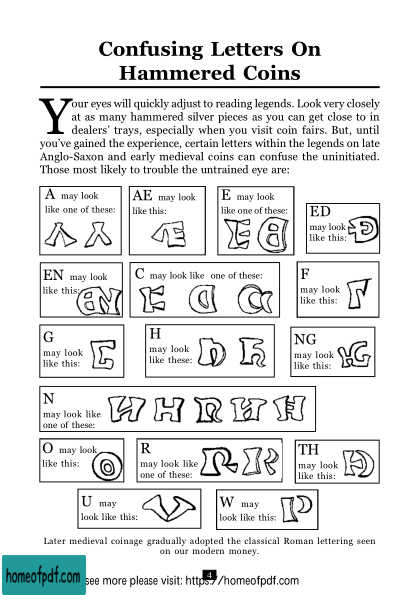 Confusing Letters On
Hammered Coins
Your eyes will quickly adjust to reading legends. Look very closely
at as many hammered silver pieces as you can get close to in
dealers' trays, especially when you visit coin fairs. But, until
you've gained the experience, certain letters within the legends on late
Anglo-Saxon and early medieval coins can confuse the uninitiated.
Those most likely to trouble the untrained eye are:
A may look
like one of these:
AE may look
like this:
E may look
like one of these:
ED
may look
like this:
EN may look
like this:
C may look like one of these:
F
may look
like this:
G
may look
like this:
H
may look
like these:
NG
may look
like this:
N
may look like
one of these:
O may look
like this:
R
may look like
one of these:
TH
may look
like this:
U may
look like this:
W may
look like this:
Later medieval coinage gradually adopted the classical Roman lettering seen
on our modern money.
4
homeofpdf.com
see more please visit: https://homeofpdf.com